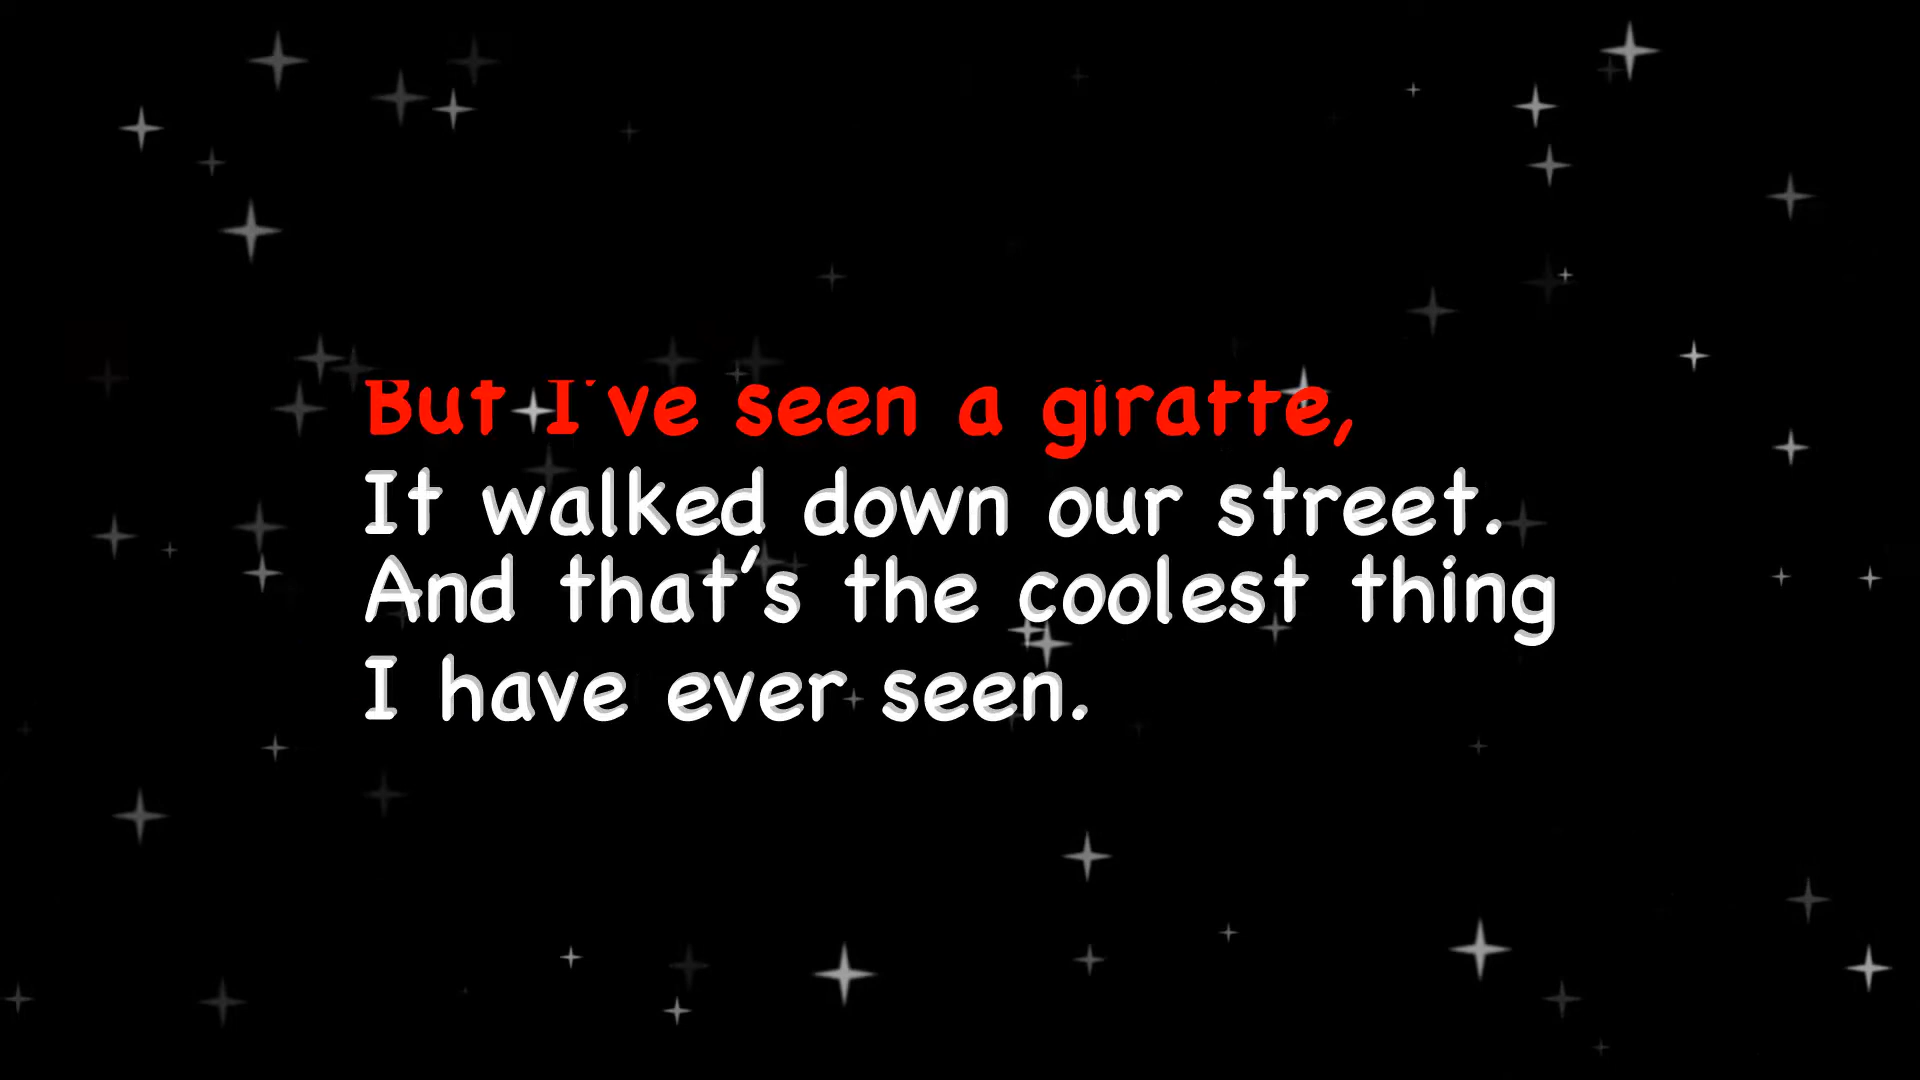 But I've seen a giraffe,
It walked down our street.
And that's the coolest thing
I have ever seen.